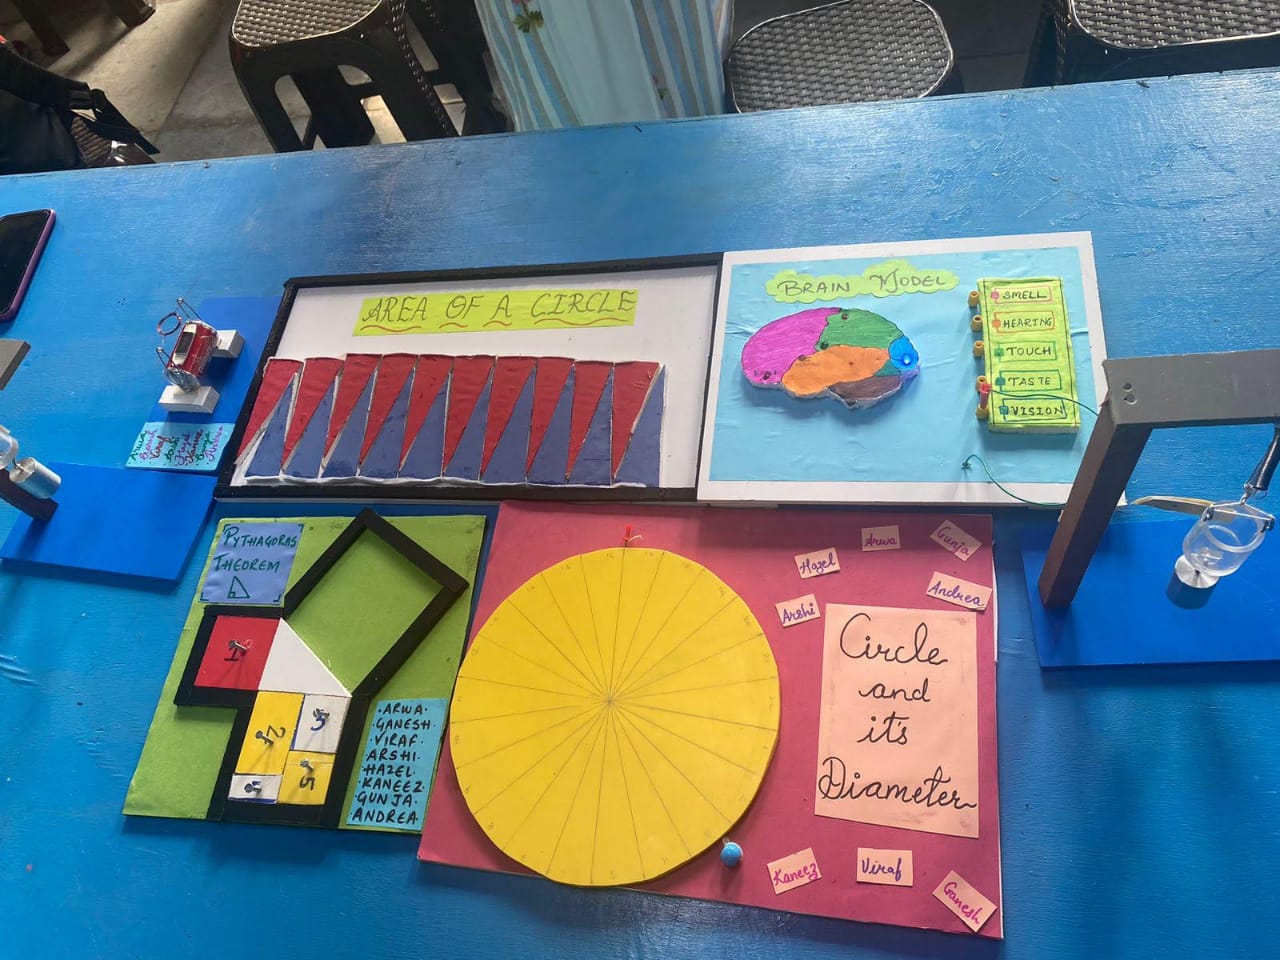 AREA OF A CIRCLE
BRAIN MODEL
SMELL
HEARING
TOUCH
TASTE
VISION
PYTHAGORAS
THEOREM
1
2
3
4
5
• ARWA
• GANESH
• VIRAF
• ARSHI
• HAZEL
• KANEEZ
• GUNJA
• ANDREA
Hazel
Arwa
Gunja
Andrea
Arshi
Circle
and
it's
Diameter
Kaneez
Viraf
Ganesh